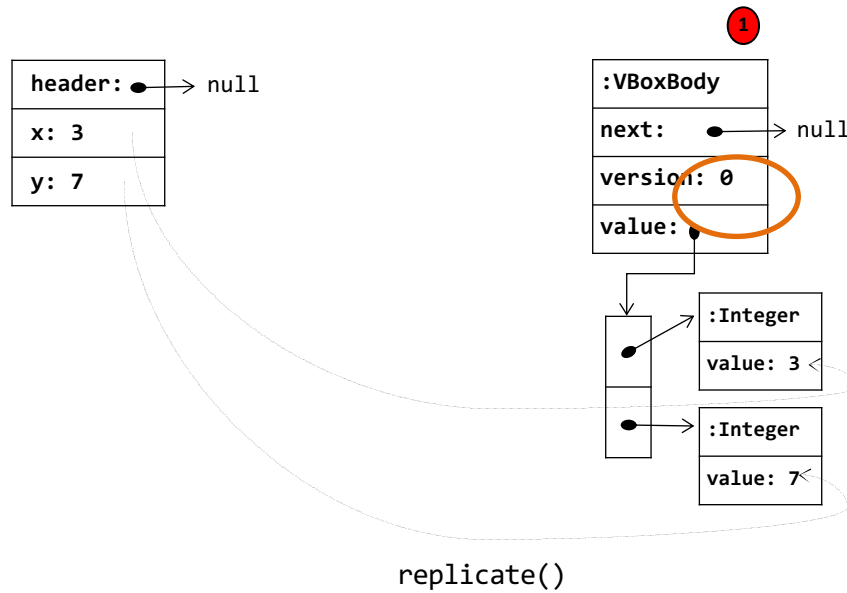 1
header:
null
x: 3
y: 7
:VBoxBody
next:
null
version: 0
value:
:Integer
value: 3
:Integer
value: 7
replicate()